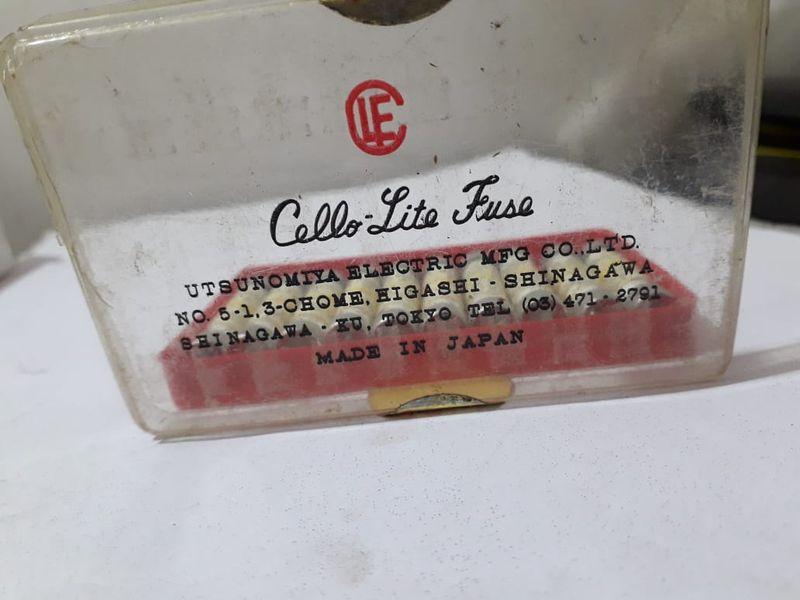 CLE
Cello-Lite Fuse
UTSUNOMIYA ELECTRIC MFG CO.,LTD.
NO. 5-1,3-CHOME, HIGASHI-SHINAGAWA
SHINAGAWA-KU, TOKYO TEL (03) 471-2791
MADE IN JAPAN